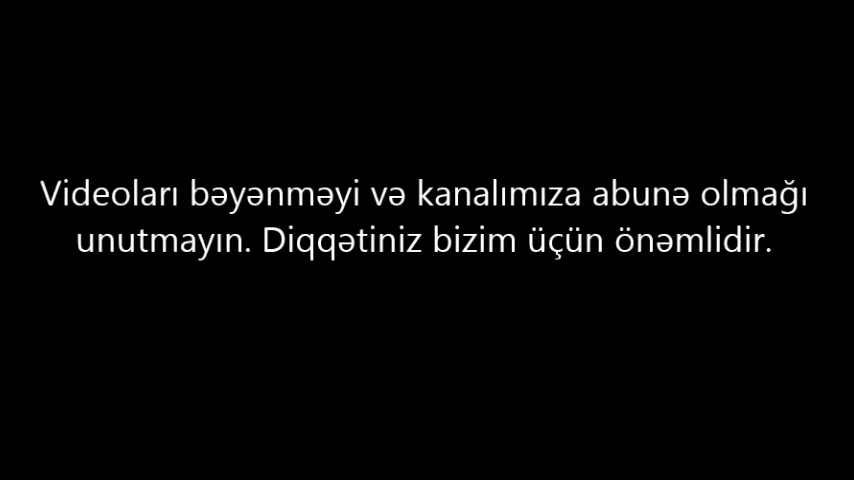 Videoları bəyənməyi və kanalımıza abunə olmağı
unutmayın. Diqqətiniz bizim üçün önəmlidir.